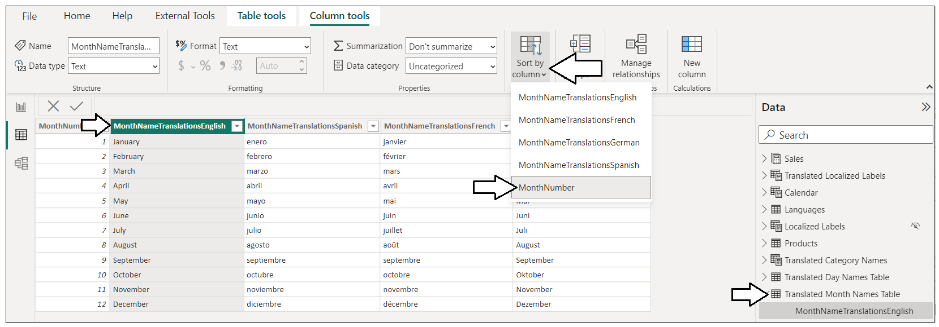 File Home Help External Tools Table tools Column tools
Name MonthNameTransla...
Format Text
Summarization Don't summarize
Data type Text
$ % Auto
Data category Uncategorized
Sort by column
Manage relationships
New column
Structure Formatting Properties Calculations
MonthNameTranslationsEnglish
MonthNameTranslationsFrench
MonthNameTranslationsGerman
MonthNameTranslationsSpanish
MonthNumber
MonthNum MonthNameTranslationsEnglish MonthNameTranslationsSpanish MonthNameTranslationsFrench
1 January enero janvier
2 February febrero février
3 March marzo mars
4 April abril avril
5 May mayo mai
6 June junio juin Juni
7 July julio juillet Juli
8 August agosto août August
9 September septiembre septembre September
10 October octubre octobre Oktober
11 November noviembre novembre November
12 December diciembre décembre Dezember
Data
Search
Sales
Translated Localized Labels
Calendar
Languages
Localized Labels
Products
Translated Category Names
Translated Day Names Table
Translated Month Names Table
MonthNameTranslationsEnglish